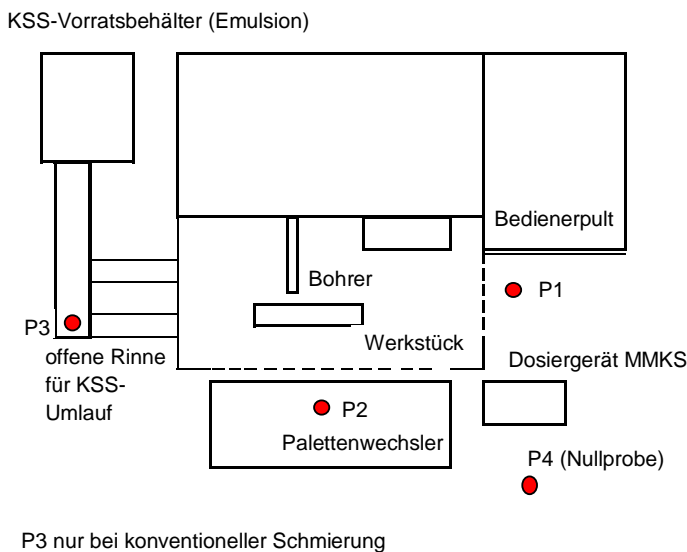 KSS-Vorratsbehälter (Emulsion)
Bedienerpult
Bohrer
P1
P3
Werkstück
offene Rinne
für KSS-
Umlauf
Dosiergerät MMKS
P2
Palettenwechsler
P4 (Nullprobe)
P3 nur bei konventioneller Schmierung